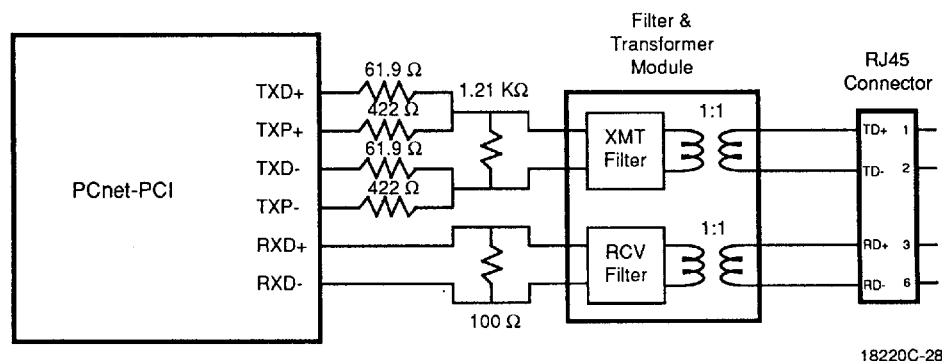 Filter &
Transformer
Module
RJ45
Connector
PCnet-PCI
TXD+
TXP+
TXD-
TXP-
RXD+
RXD-
61.9 Ω
422 Ω
61.9 Ω
422 Ω
1.21 KΩ
100 Ω
XMT
Filter
1:1
RCV
Filter
1:1
TD+ 1
TD- 2
RD+ 3
RD- 6
18220C-28